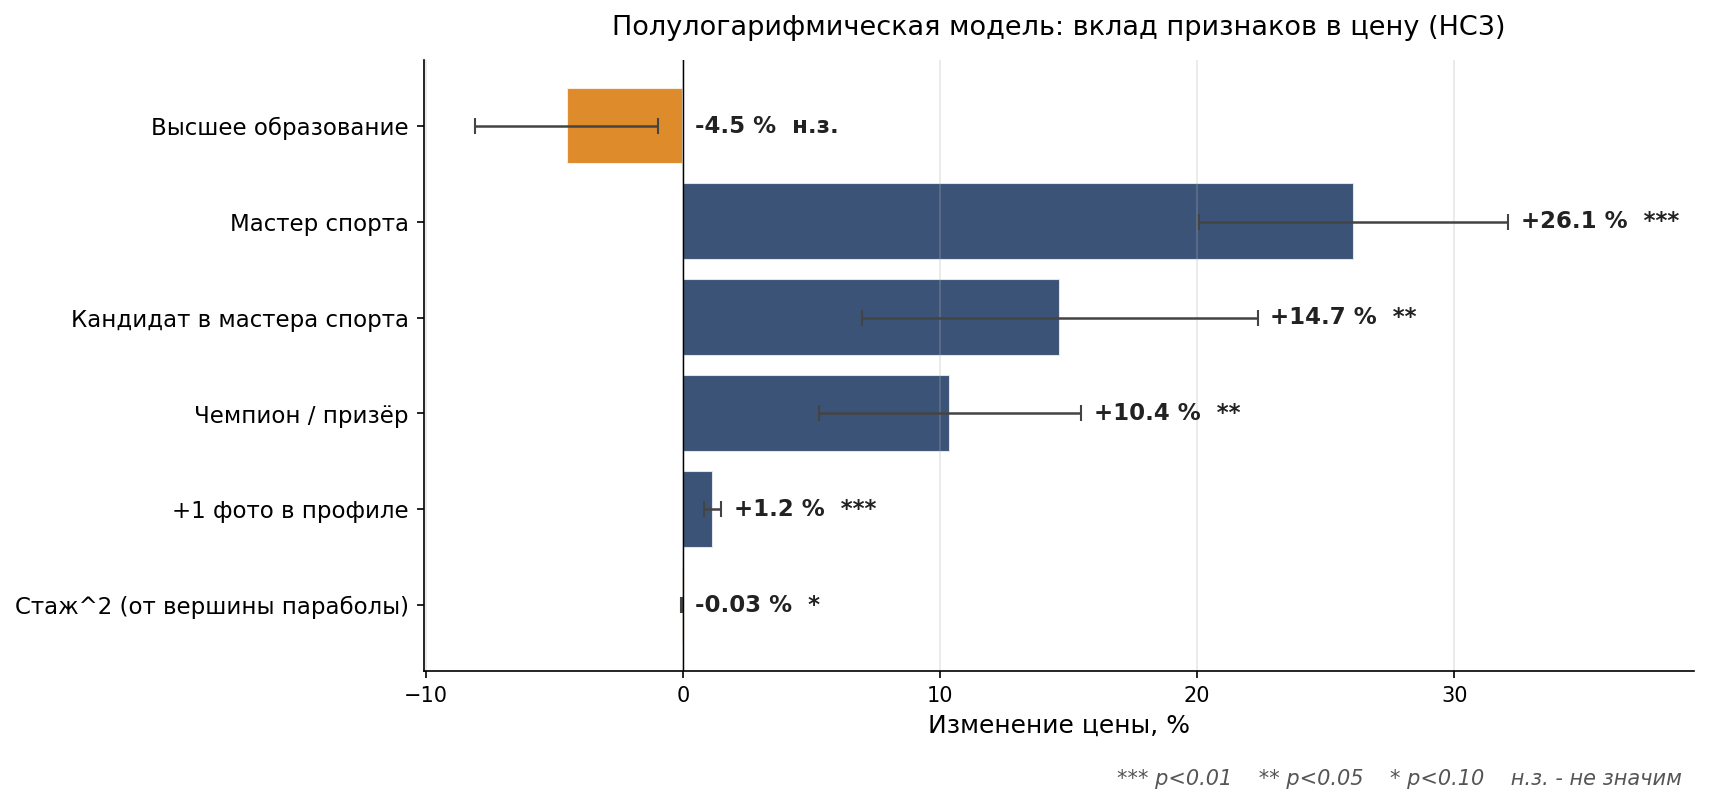 Полулогарифмическая модель: вклад признаков в цену (HC3)
Высшее образование
-4.5 % н.з.
Мастер спорта
+26.1 % ***
Кандидат в мастера спорта
+14.7 % **
Чемпион / призёр
+10.4 % **
+1 фото в профиле
+1.2 % ***
Стаж^2 (от вершины параболы)
-0.03 % *
−10 0 10 20 30
Изменение цены, %
*** p<0.01 ** p<0.05 * p<0.10 н.з. - не значим